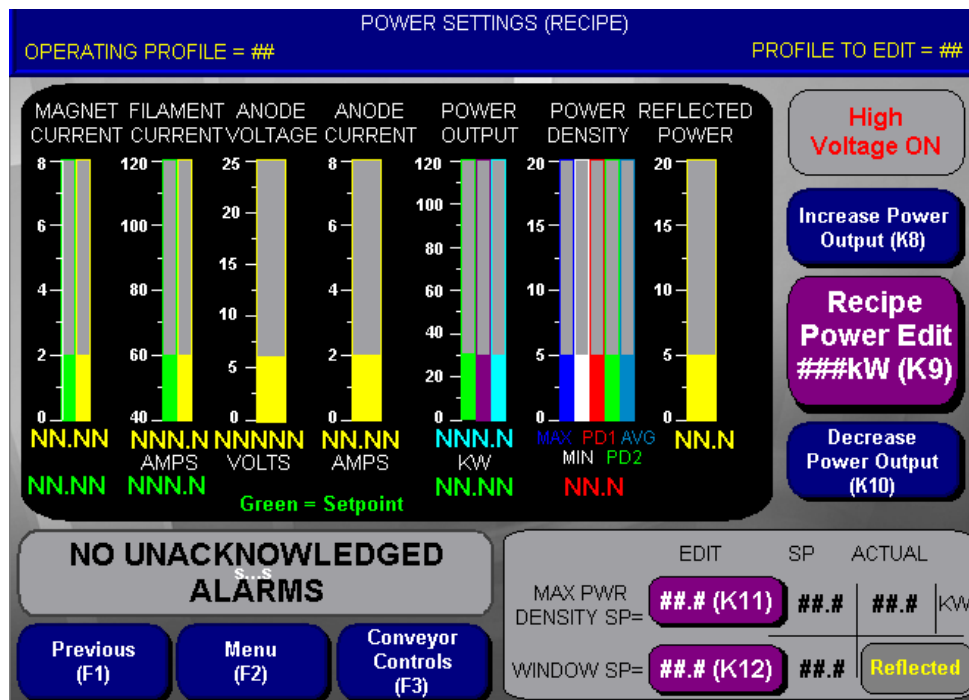 POWER SETTINGS (RECIPE)
OPERATING PROFILE = ##
PROFILE TO EDIT = ##
MAGNET CURRENT
FILAMENT CURRENT
ANODE VOLTAGE
ANODE CURRENT
POWER OUTPUT
POWER DENSITY
REFLECTED POWER
8 6 4 2 0
120 100 80 60 40
25 20 15 10 5 0
8 6 4 2 0
120 100 80 60 40 20 0
20 15 10 5 0
20 15 10 5 0
NN.NN NNN.N NNNNN NN.NN NNN.N MAX PD1 AVG NN.N
AMPS VOLTS AMPS KW MIN PD2
NN.NN NNN.N NN.NN NN.N
Green = Setpoint
High
Voltage ON
Increase Power
Output (K8)
Recipe
Power Edit
###kW (K9)
Decrease
Power Output
(K10)
NO UNACKNOWLEDGED
s...s
ALARMS
Previous
(F1)
Menu
(F2)
Conveyor
Controls
(F3)
EDIT SP ACTUAL
MAX PWR
DENSITY SP= ##.# (K11) ##.# ##.# KW
WINDOW SP= ##.# (K12) ##.# Reflected